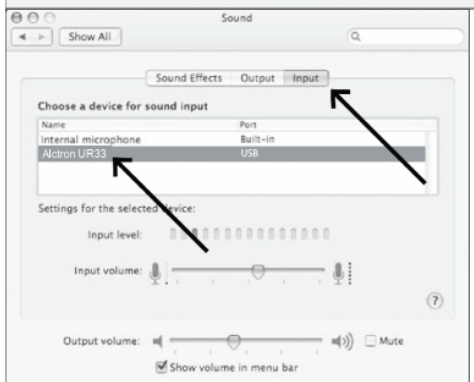 Sound
Show All
Sound Effects Output Input
Choose a device for sound input
Name Port
Internal microphone Built-in
Alctron UR33 USB
Settings for the selected device:
Input level:
Input volume:
?
Output volume: Mute
Show volume in menu bar